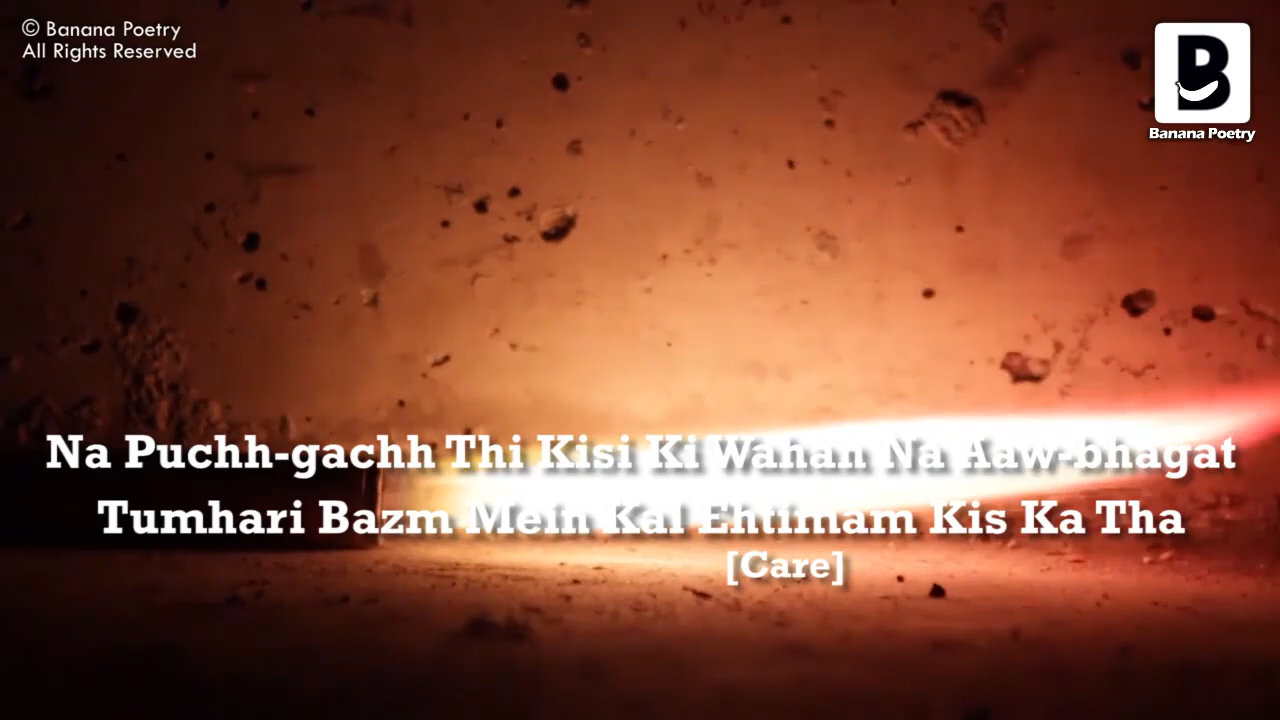 © Banana Poetry
All Rights Reserved
B
Banana Poetry
Na Puchh-gachh Thi Kisi Ki Wahan Na Aaw-bhagat
Tumhari Bazm Mein Kal Ehtimam Kis Ka Tha
[Care]